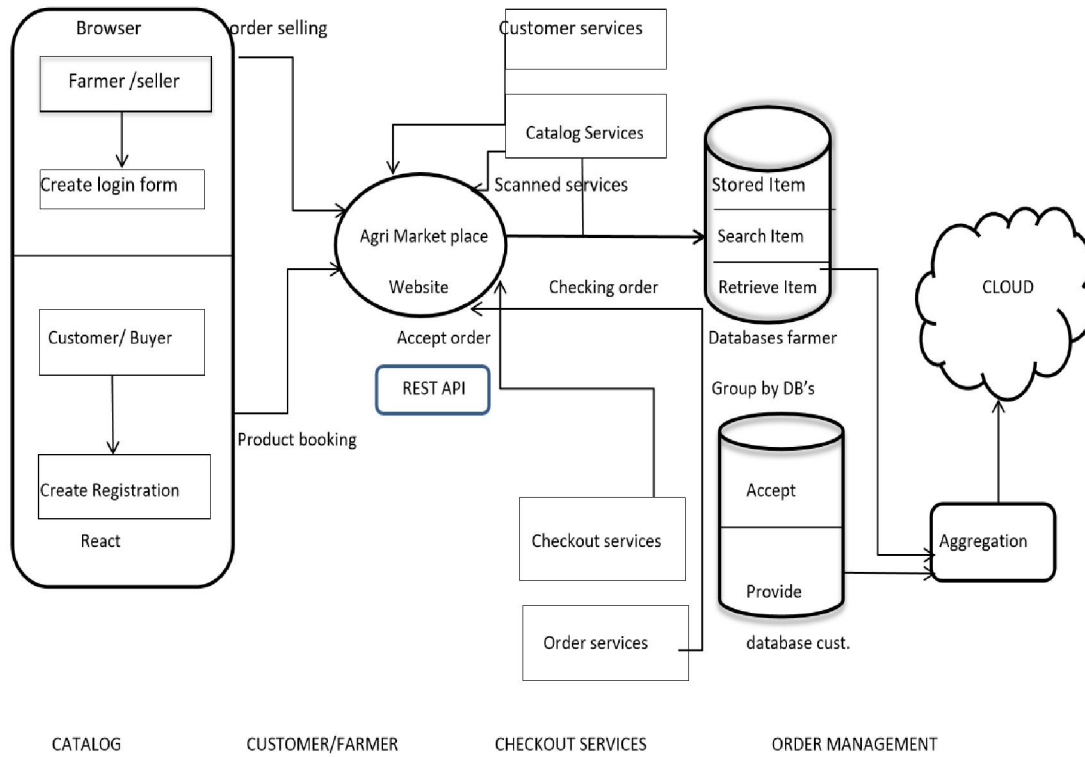 Browser
order selling
Customer services
Farmer /seller
Catalog Services
Create login form
Scanned services
Stored Item
Agri Market place
Search Item
Website
Checking order
Retrieve Item
CLOUD
Customer/ Buyer
Accept order
Databases farmer
REST API
Group by DB's
Product booking
Create Registration
Accept
React
Checkout services
Aggregation
Provide
Order services
database cust.
CATALOG
CUSTOMER/FARMER
CHECKOUT SERVICES
ORDER MANAGEMENT